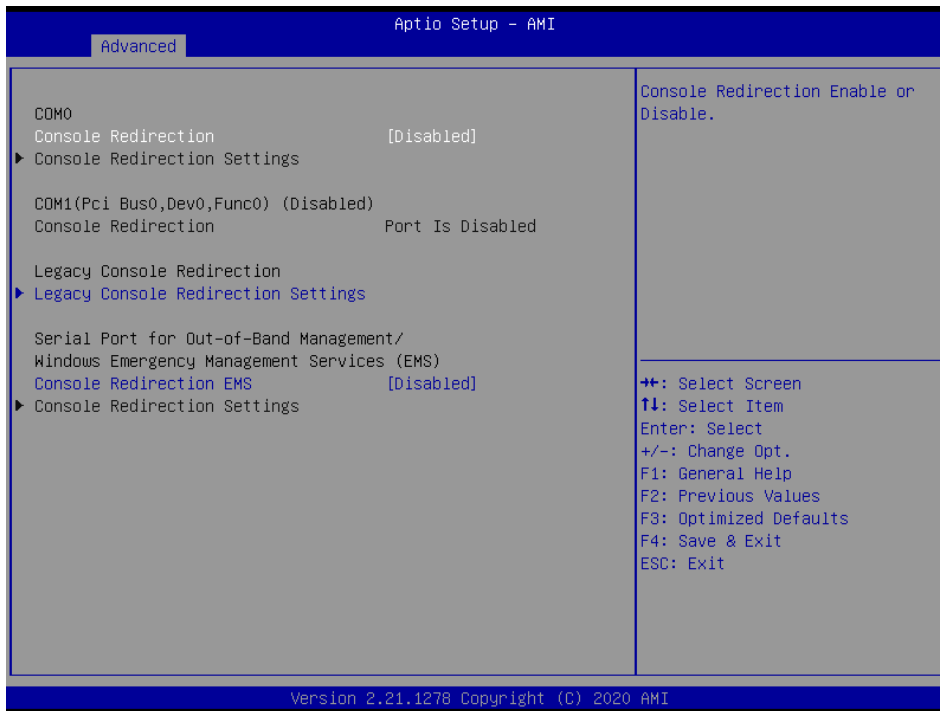 Aptio Setup - AMI
Advanced
COM0
Console Redirection [Disabled]
Console Redirection Settings
COM1(Pci Bus0,Dev0,Func0) (Disabled)
Console Redirection Port Is Disabled
Legacy Console Redirection
Legacy Console Redirection Settings
Serial Port for Out-of-Band Management/
Windows Emergency Management Services (EMS)
Console Redirection EMS [Disabled]
Console Redirection Settings
Console Redirection Enable or
Disable.
→←: Select Screen
↑↓: Select Item
Enter: Select
+/-: Change Opt.
F1: General Help
F2: Previous Values
F3: Optimized Defaults
F4: Save & Exit
ESC: Exit
Version 2.21.1278 Copyright (C) 2020 AMI